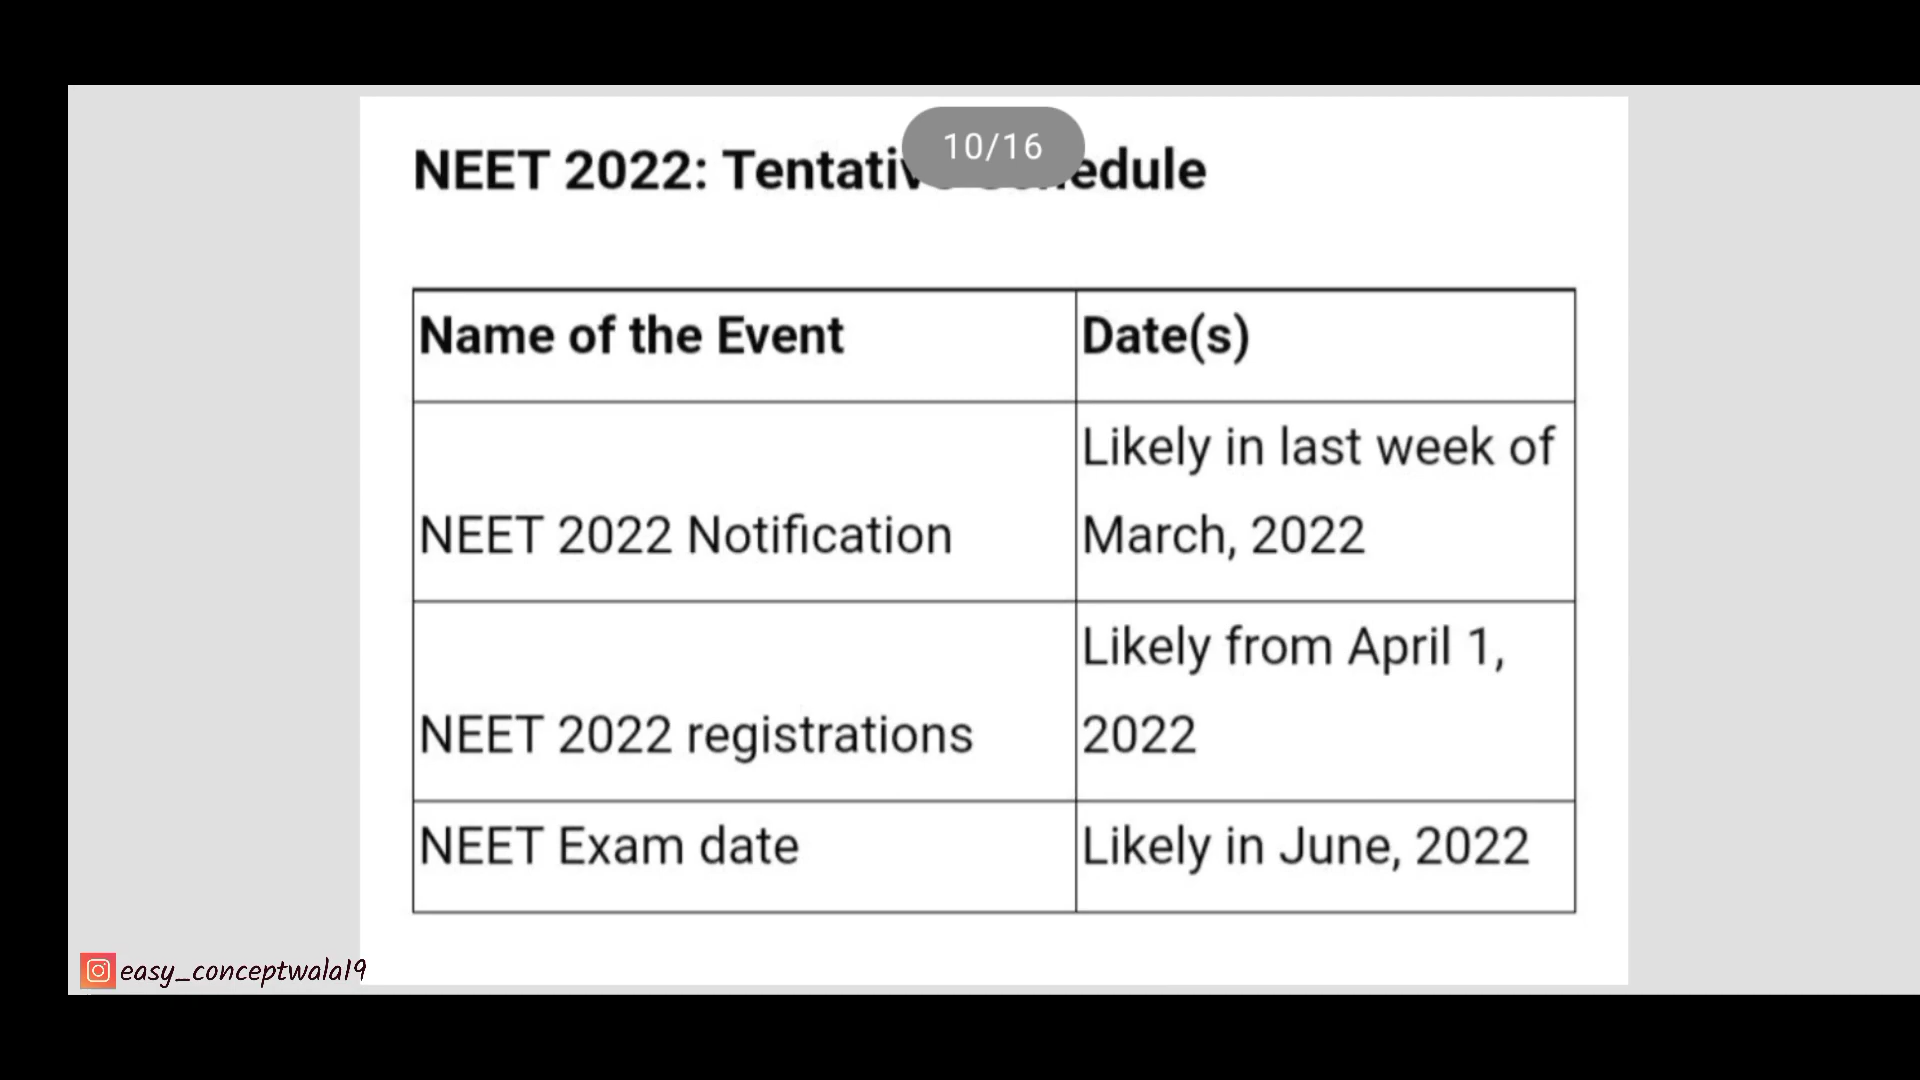 10/16
NEET 2022: Tentati edule
Name of the Event
Date(s)
NEET 2022 Notification
Likely in last week of
March, 2022
NEET 2022 registrations
Likely from April 1,
2022
NEET Exam date
Likely in June, 2022
easy_conceptwala19